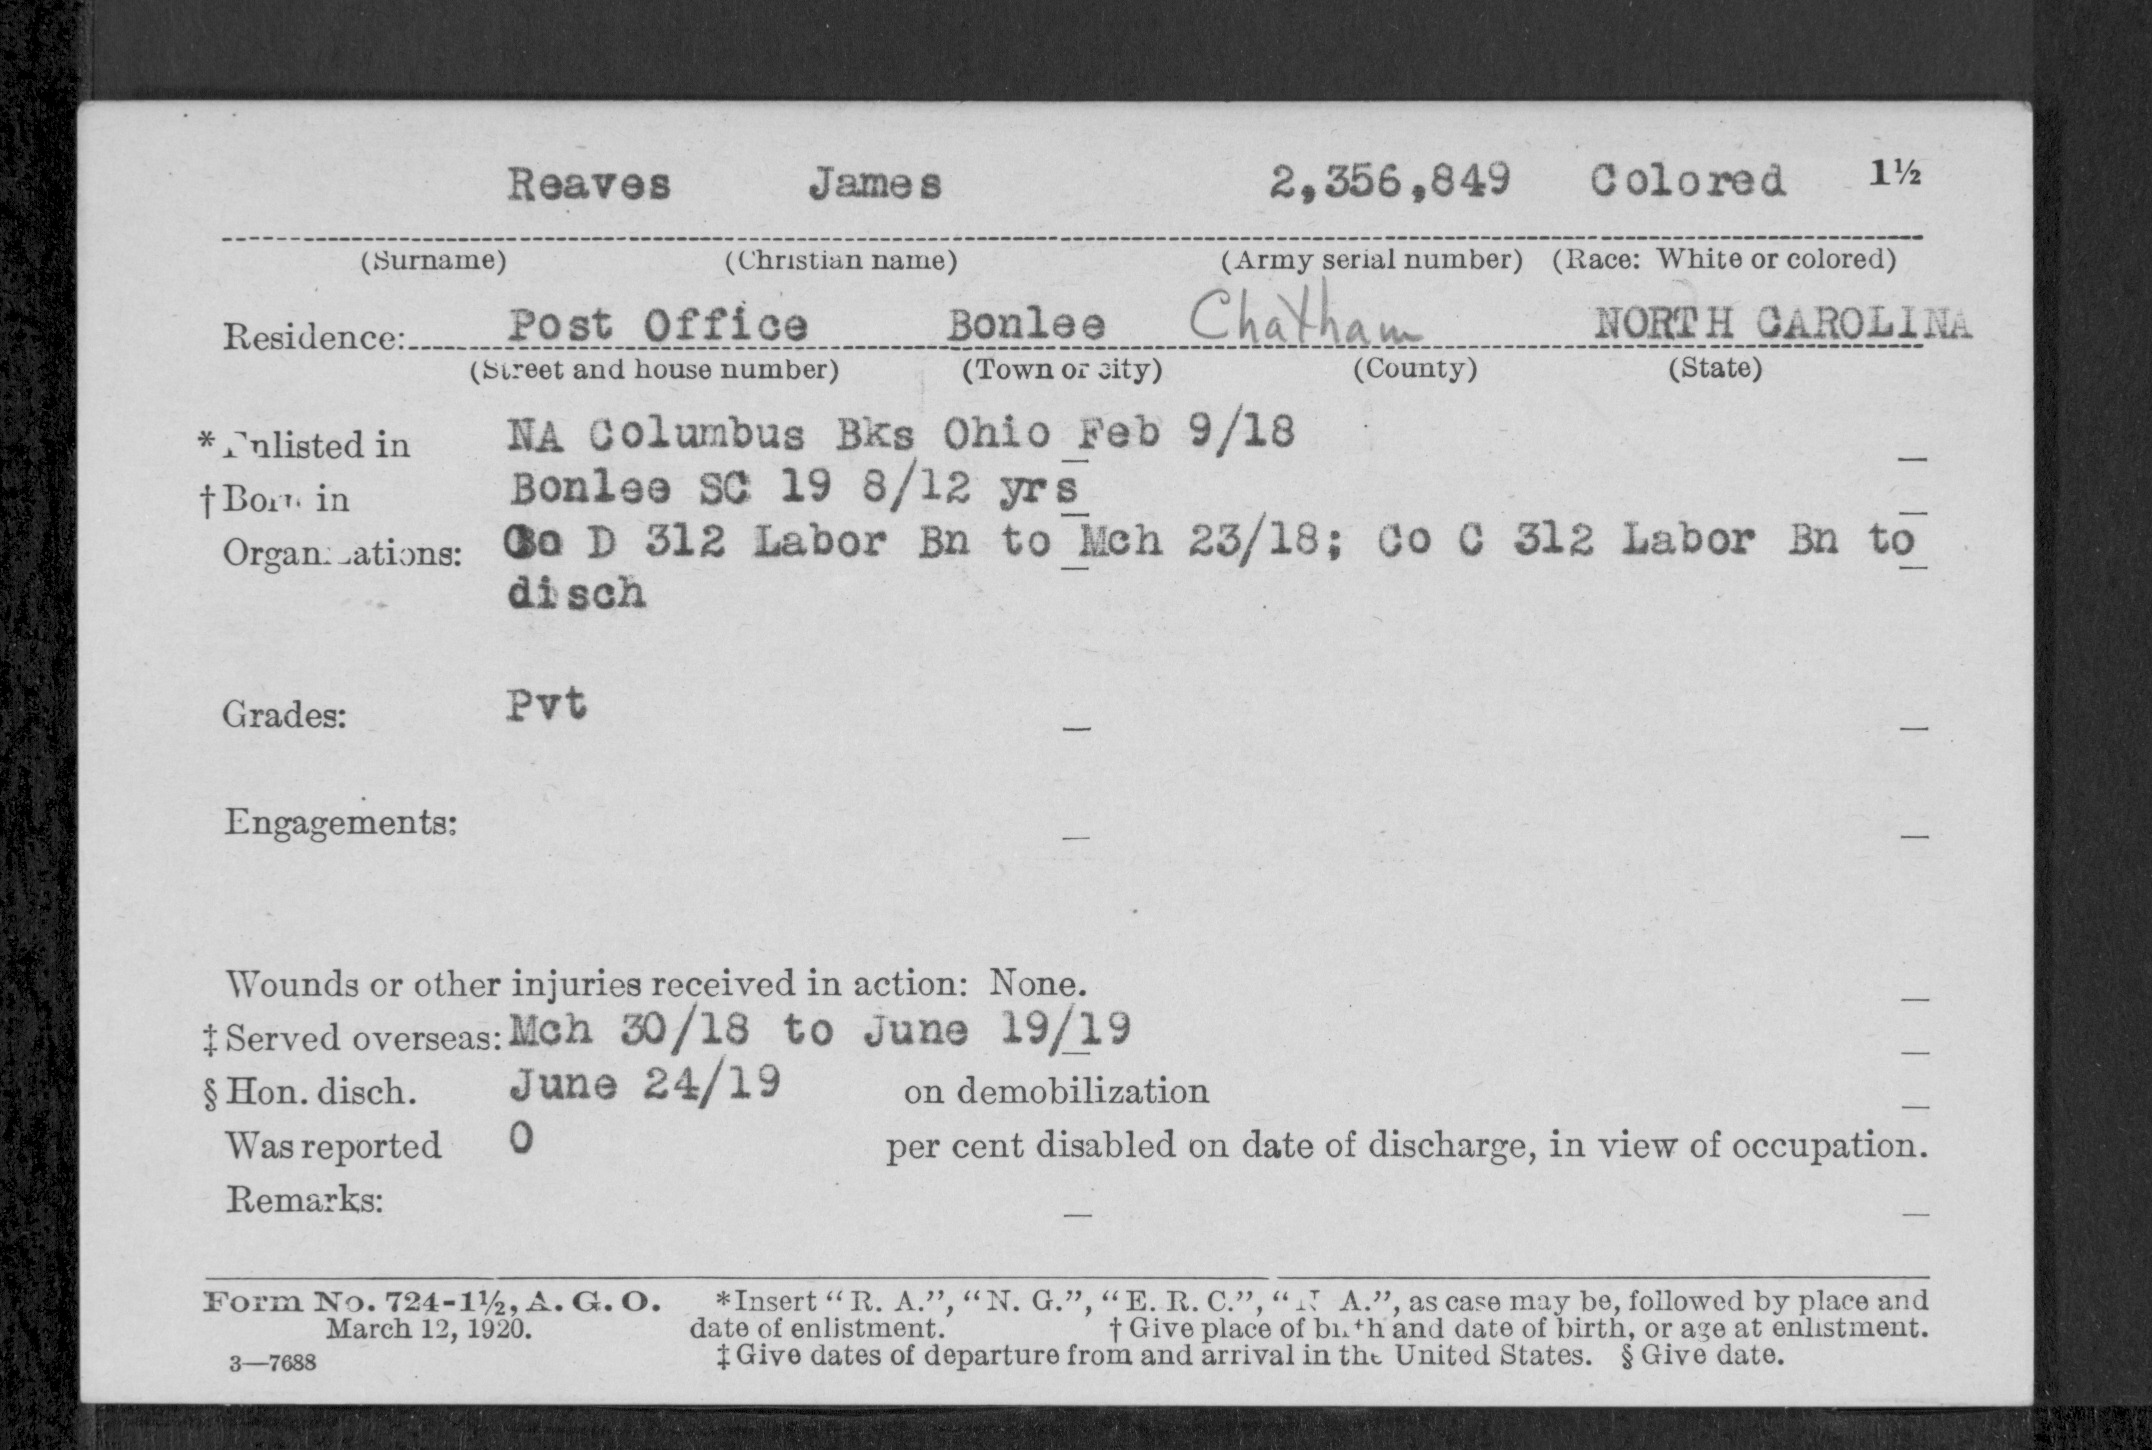 Reaves James 2,356,849 Colored 1½
(Surname) (Christian name) (Army serial number) (Race: White or colored)
Residence: Post Office Bonlee Chatham NORTH CAROLINA
(Street and house number) (Town or city) (County) (State)
*Enlisted in NA Columbus Bks Ohio Feb 9/18
†Born in Bonlee SC 19 8/12 yrs
Organizations: Co D 312 Labor Bn to Mch 23/18; Co C 312 Labor Bn to
disch
Grades: Pvt
Engagements:
Wounds or other injuries received in action: None.
‡Served overseas: Mch 30/18 to June 19/19
§Hon. disch. June 24/19 on demobilization
Was reported 0 per cent disabled on date of discharge, in view of occupation.
Remarks:
Form No. 724-1½, A. G. O. *Insert "R. A.", "N. G.", "E. R. C.", "N. A.", as case may be, followed by place and
March 12, 1920. date of enlistment. †Give place of birth and date of birth, or age at enlistment.
3—7688 ‡Give dates of departure from and arrival in the United States. §Give date.